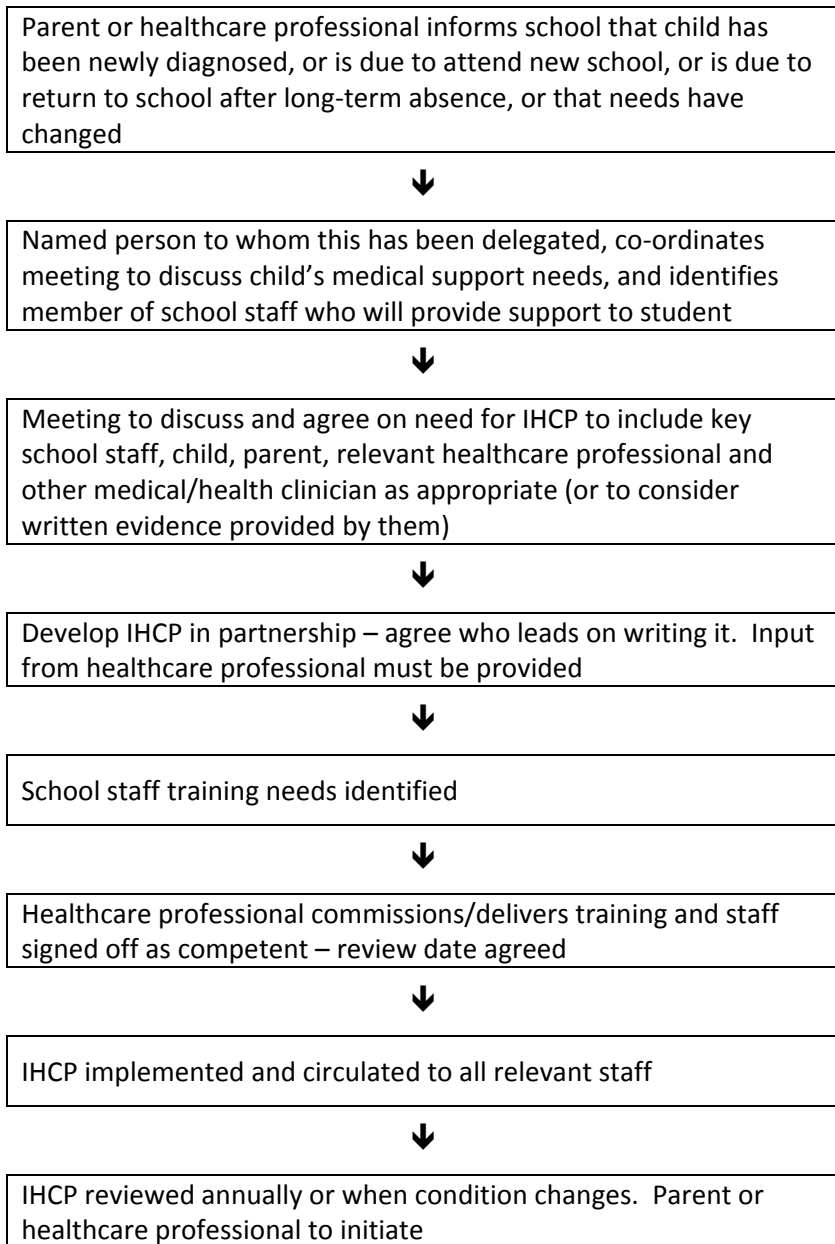 Parent or healthcare professional informs school that child has
been newly diagnosed, or is due to attend new school, or is due to
return to school after long-term absence, or that needs have
changed
Named person to whom this has been delegated, co-ordinates
meeting to discuss child's medical support needs, and identifies
member of school staff who will provide support to student
Meeting to discuss and agree on need for IHCP to include key
school staff, child, parent, relevant healthcare professional and
other medical/health clinician as appropriate (or to consider
written evidence provided by them)
Develop IHCP in partnership – agree who leads on writing it.  Input
from healthcare professional must be provided
School staff training needs identified
Healthcare professional commissions/delivers training and staff
signed off as competent – review date agreed
IHCP implemented and circulated to all relevant staff
IHCP reviewed annually or when condition changes.  Parent or
healthcare professional to initiate